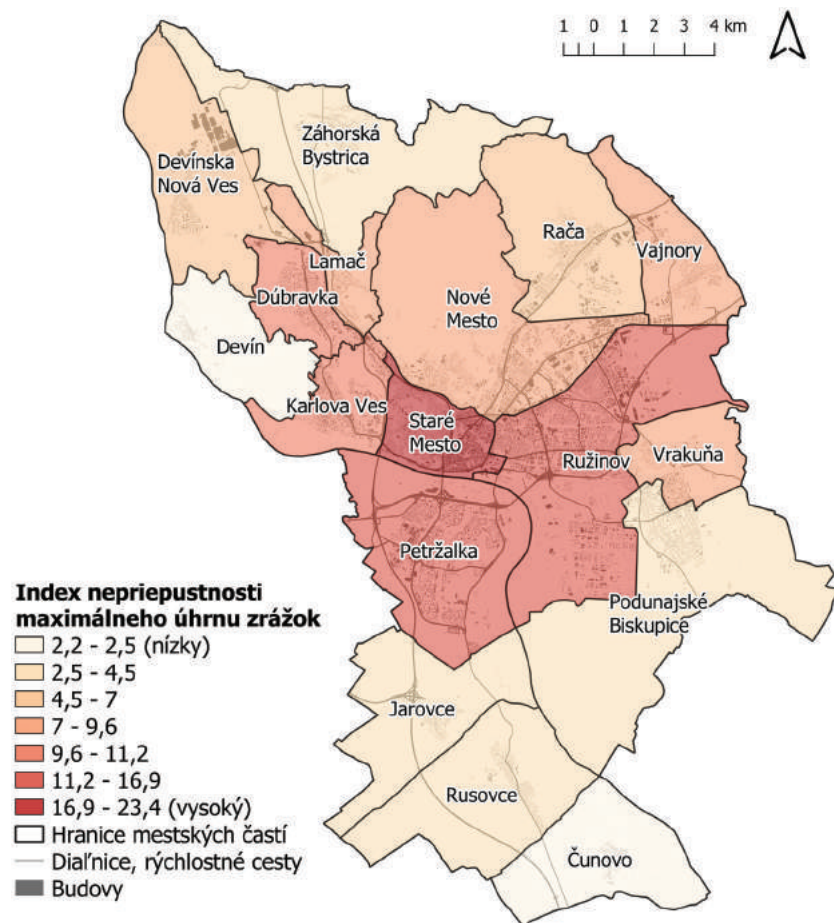 1 0 1 2 3 4 km
Záhorská
Bystrica
Devínska
Nová Ves
Rača
Vajnory
Lamač
Dúbravka
Nové
Mesto
Devín
Karlova Ves
Staré
Mesto
Ružinov
Vrakuňa
Petržalka
Podunajské
Biskupice
Jarovce
Rusovce
Čunovo
Index nepriepustnosti
maximálneho úhrnu zrážok
2,2 - 2,5 (nízky)
2,5 - 4,5
4,5 - 7
7 - 9,6
9,6 - 11,2
11,2 - 16,9
16,9 - 23,4 (vysoký)
Hranice mestských častí
Diaľnice, rýchlostné cesty
Budovy